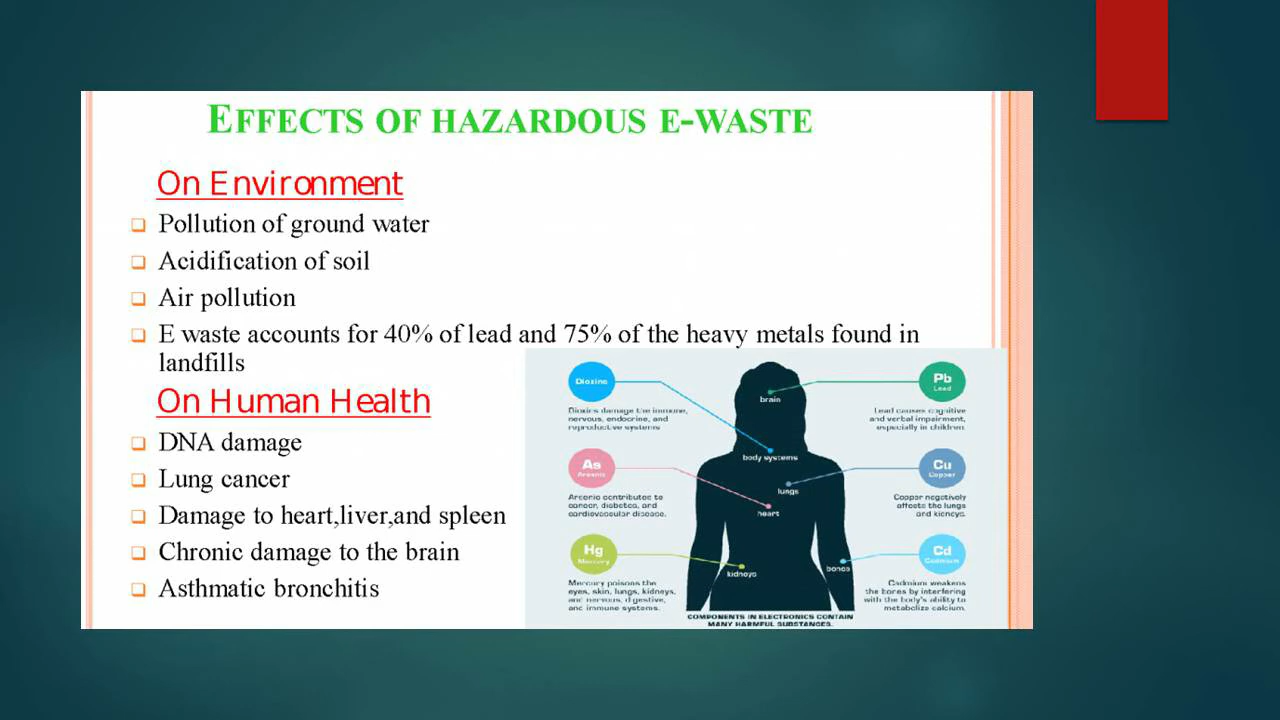 EFFECTS OF HAZARDOUS E-WASTE
On Environment
Pollution of ground water
Acidification of soil
Air pollution
E waste accounts for 40% of lead and 75% of the heavy metals found in
landfills
On Human Health
DNA damage
Lung cancer
Damage to heart,liver,and spleen
Chronic damage to the brain
Asthmatic bronchitis
Dioxins
Dioxins damage the immune,
nervous, endocrine, and
reproductive systems
As
Arsenic
Arsenic contributes to
cancer, diabetes, and
cardiovascular disease.
Hg
Mercury
Mercury poisons the
eyes, skin, lungs, kidneys,
and nervous, digestive,
and immune systems.
brain
body systems
lungs
heart
kidneys
bones
Pb
Lead
Lead causes cognitive
and verbal impairment,
especially in children.
Cu
Copper
Copper negatively
affects the lungs
and kidneys.
Cd
Cadmium
Cadmium weakens
the bones by interfering
with the body's ability to
metabolize calcium.
COMPONENTS IN ELECTRONICS CONTAIN
MANY HARMFUL SUBSTANCES.